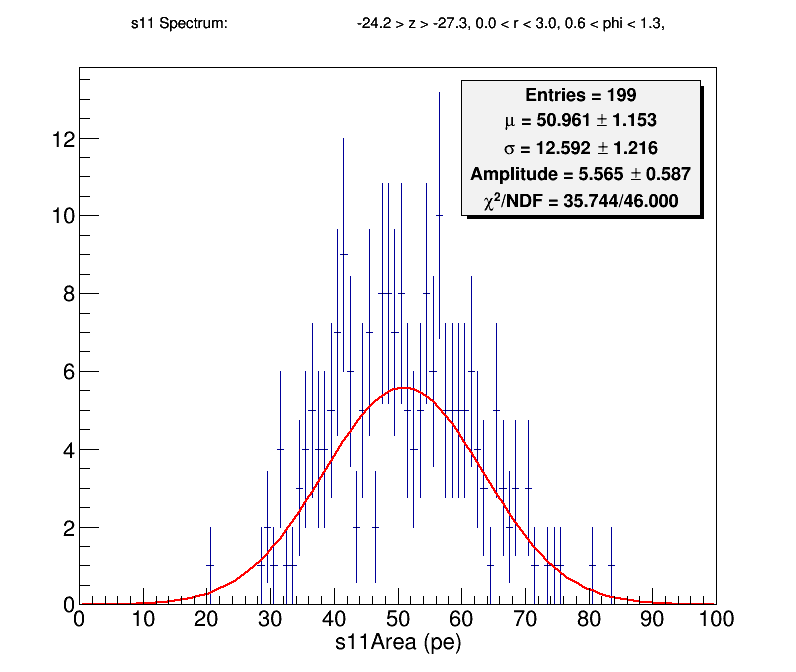 s11 Spectrum: -24.2 > z > -27.3, 0.0 < r < 3.0, 0.6 < phi < 1.3,
Entries = 199
μ = 50.961 ± 1.153
σ = 12.592 ± 1.216
Amplitude = 5.565 ± 0.587
χ²/NDF = 35.744/46.000
12
10
8
6
4
2
0
0 10 20 30 40 50 60 70 80 90 100
s11Area (pe)